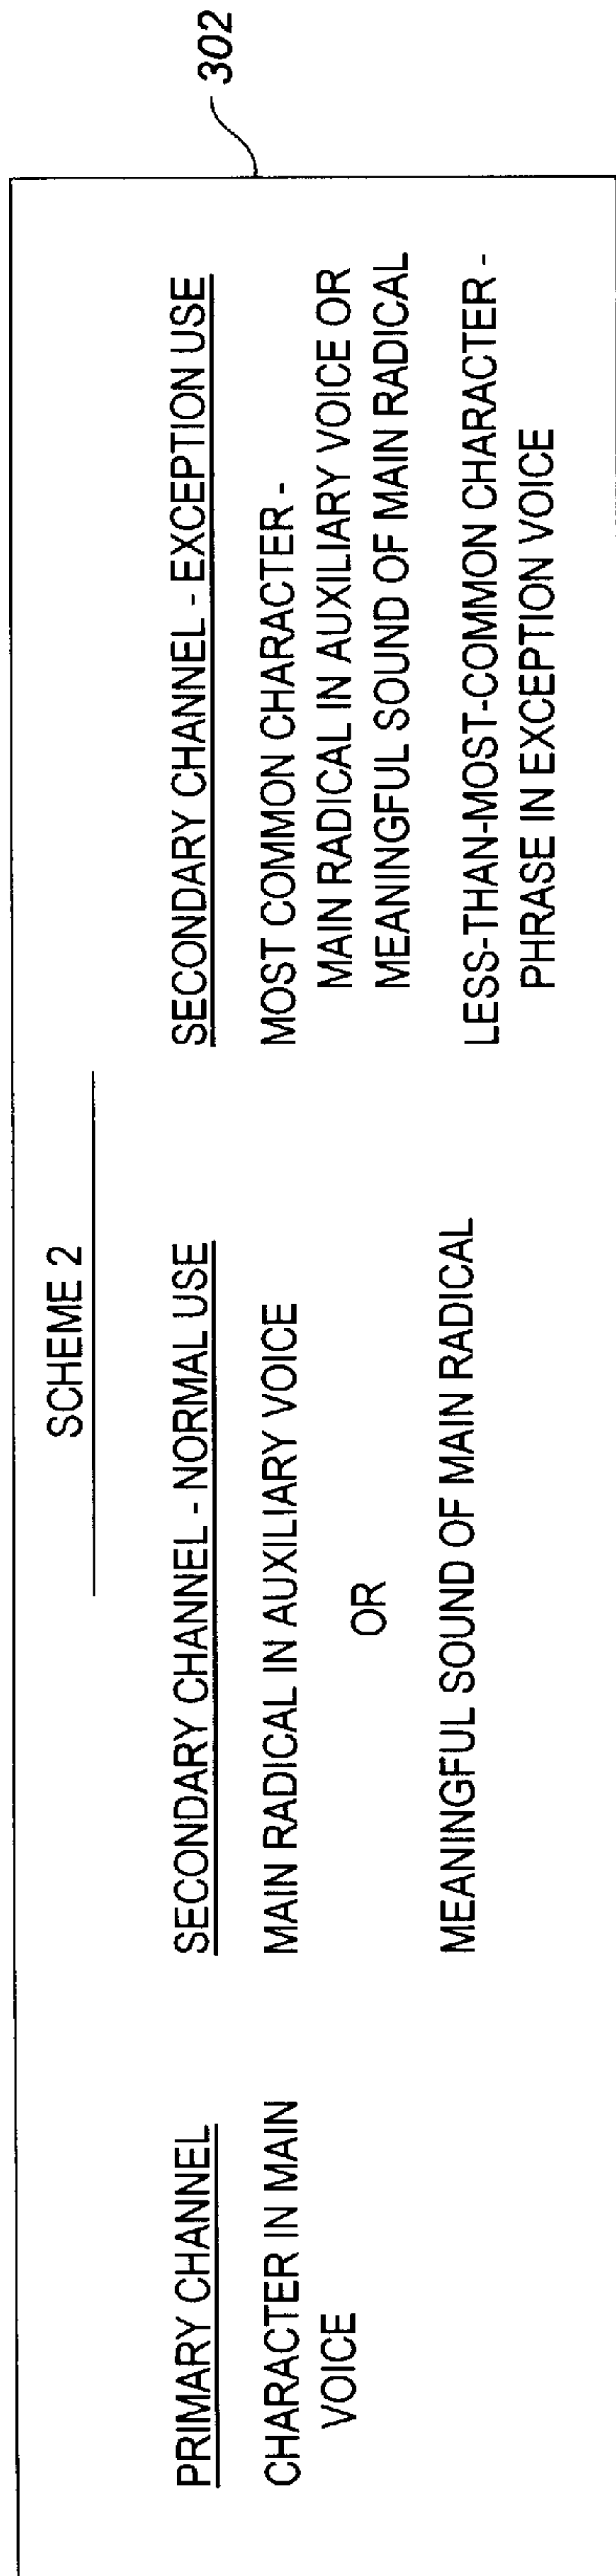 302
SCHEME 2
PRIMARY CHANNEL
CHARACTER IN MAIN
VOICE
SECONDARY CHANNEL - NORMAL USE
MAIN RADICAL IN AUXILIARY VOICE
OR
MEANINGFUL SOUND OF MAIN RADICAL
SECONDARY CHANNEL - EXCEPTION USE
MOST COMMON CHARACTER -
MAIN RADICAL IN AUXILIARY VOICE OR
MEANINGFUL SOUND OF MAIN RADICAL
LESS-THAN-MOST-COMMON CHARACTER -
PHRASE IN EXCEPTION VOICE